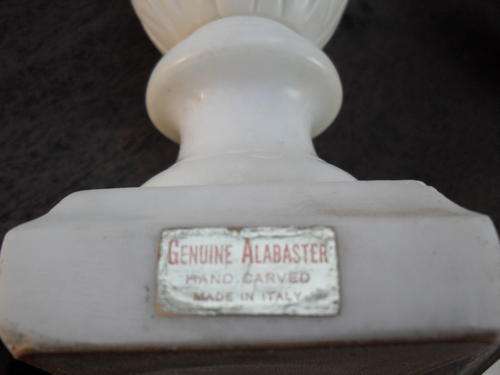 GENUINE ALABASTER
HAND CARVED
MADE IN ITALY